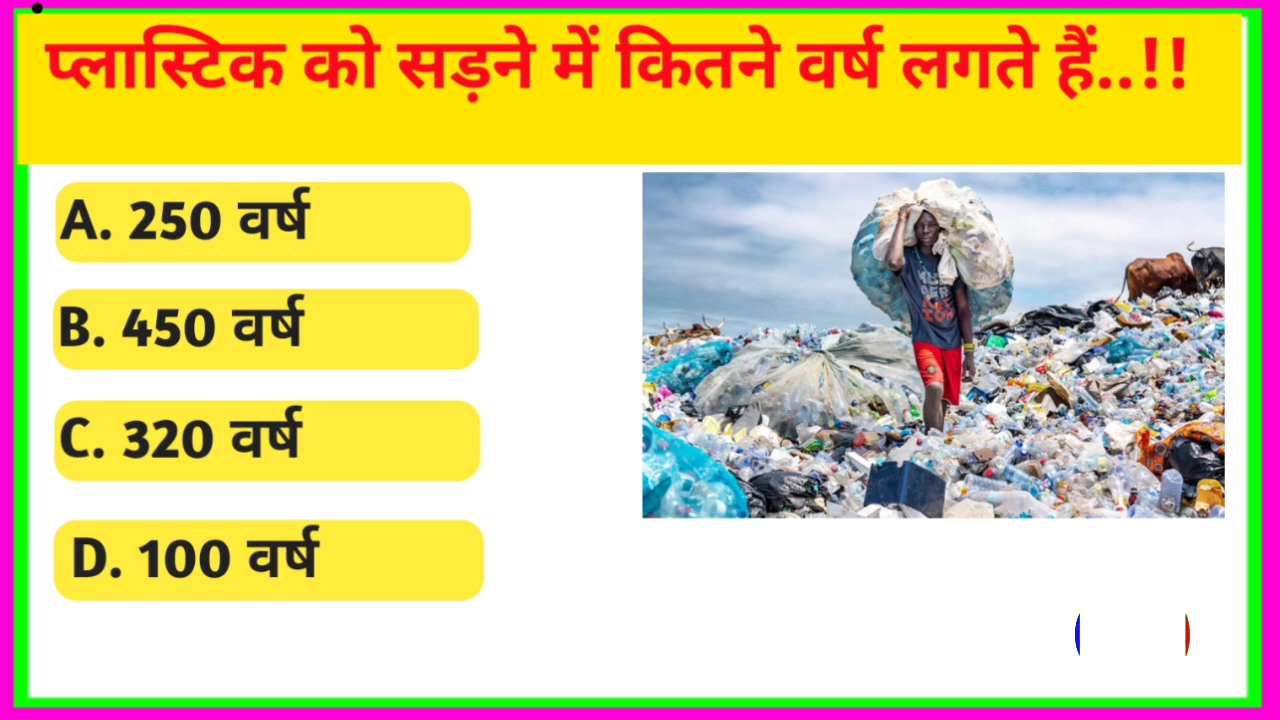 प्लास्टिक को सड़ने में कितने वर्ष लगते हैं..!!
A. 250 वर्ष
B. 450 वर्ष
C. 320 वर्ष
D. 100 वर्ष